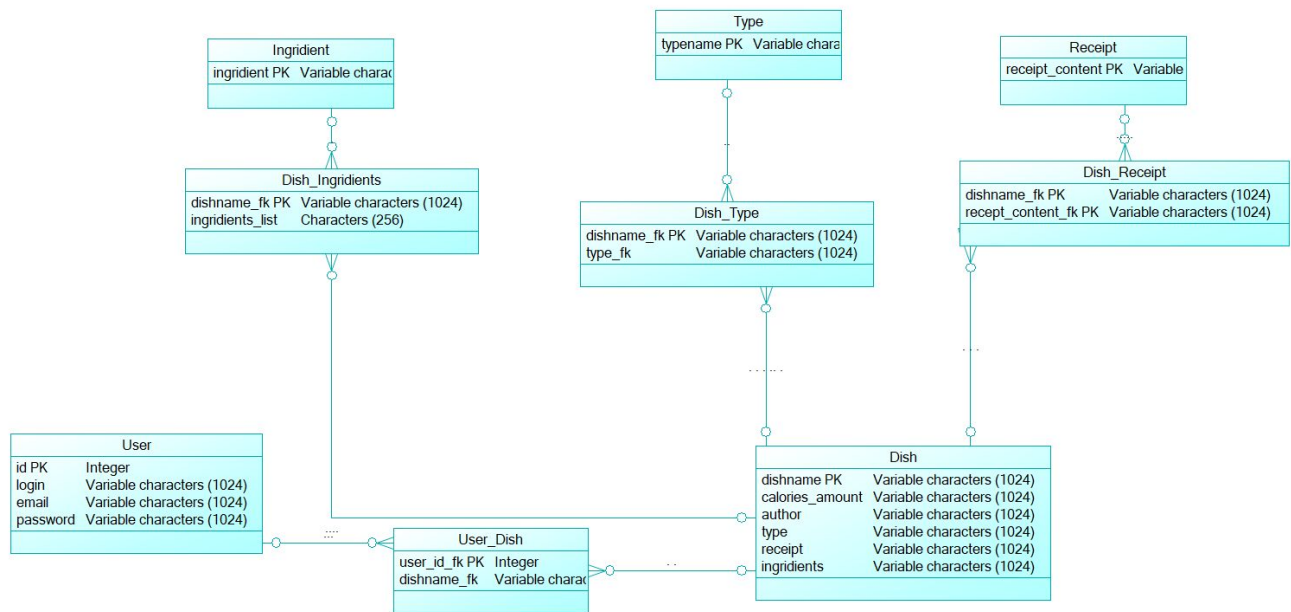 Type
typename PK Variable chara
Ingridient
ingridient PK Variable charac
Receipt
receipt_content PK Variable
Dish_Ingridients
dishname_fk PK Variable characters (1024)
ingridients_list Characters (256)
Dish_Type
dishname_fk PK Variable characters (1024)
type_fk Variable characters (1024)
Dish_Receipt
dishname_fk PK Variable characters (1024)
recept_content_fk PK Variable characters (1024)
User
id PK Integer
login Variable characters (1024)
email Variable characters (1024)
password Variable characters (1024)
User_Dish
user_id_fk PK Integer
dishname_fk Variable charac
Dish
dishname PK Variable characters (1024)
calories_amount Variable characters (1024)
author Variable characters (1024)
type Variable characters (1024)
receipt Variable characters (1024)
ingridients Variable characters (1024)